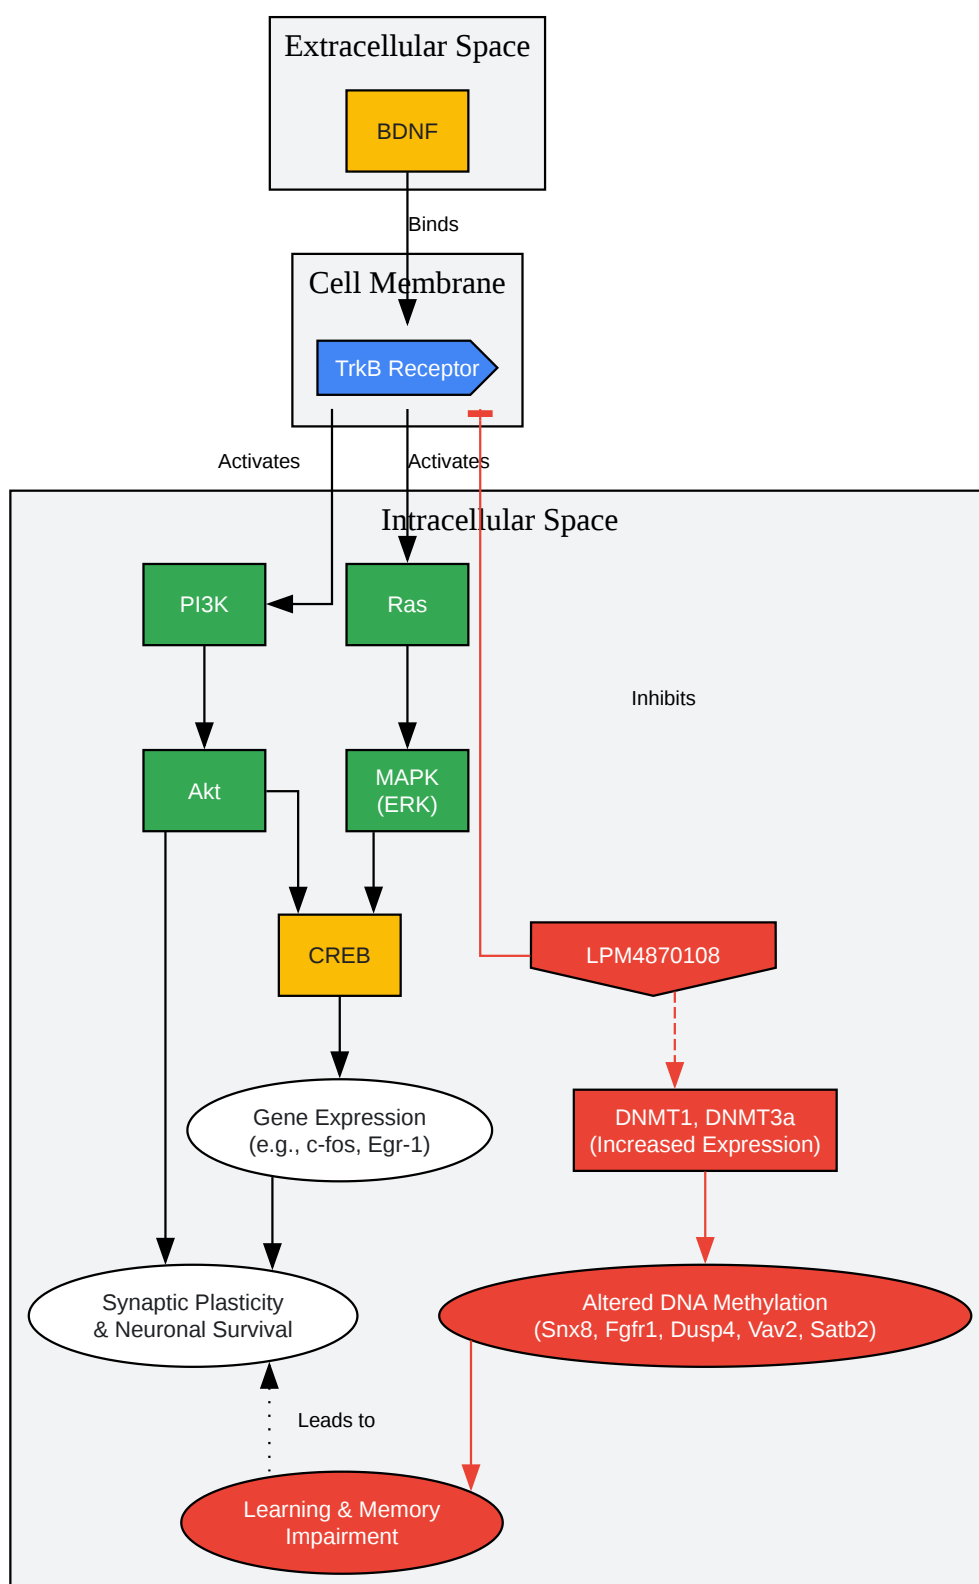 Extracellular Space
BDNF
Binds
Cell Membrane
TrkB Receptor
Activates
Activates
Intracellular Space
PI3K
Ras
Inhibits
Akt
MAPK
(ERK)
CREB
LPM4870108
Gene Expression
(e.g., c-fos, Egr-1)
DNMT1, DNMT3a
(Increased Expression)
Synaptic Plasticity
& Neuronal Survival
Altered DNA Methylation
(Snx8, Fgfr1, Dusp4, Vav2, Satb2)
Leads to
Learning & Memory
Impairment